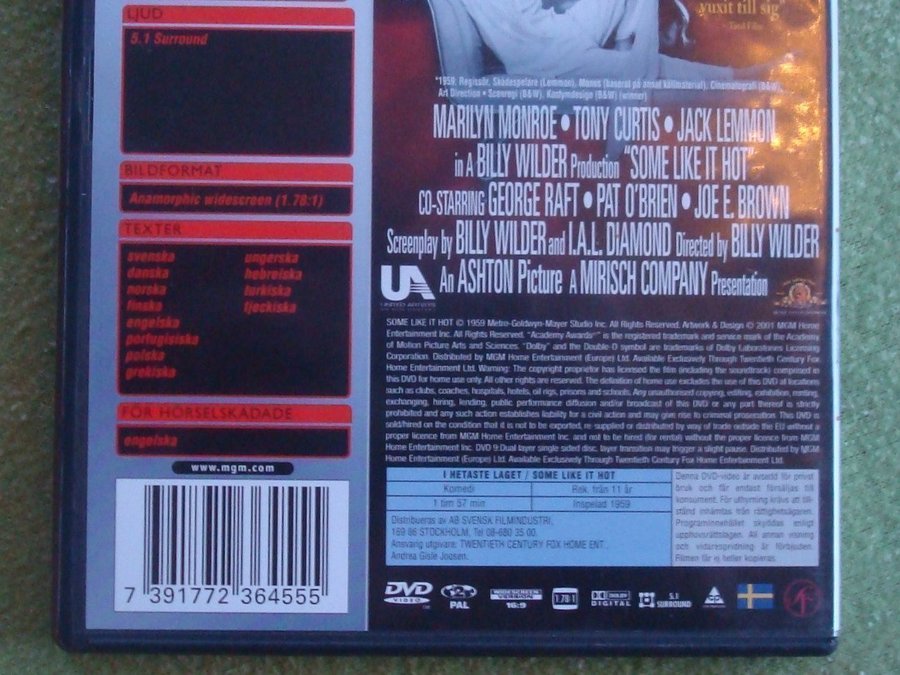 LJUD
5.1 Surround
BILDFORMAT
Anamorphic widescreen (1.78:1)
TEXTER
svenska
danska
norska
finska
engelska
portugisiska
polska
grekiska
ungerska
hebreiska
turkiska
tjeckiska
FÖR HÖRSELSKADADE
engelska
www.mgm.com
7 391772 364555
yuxit till sig"
*1959: Regissör, Skådespelare (Lemmon), Manus (baserat på annat källmaterial), Cinematografi (B&W),
Art Direction • Scenregi (B&W), Kostymdesign (B&W) (winner)
MARILYN MONROE • TONY CURTIS • JACK LEMMON
in A BILLY WILDER Production "SOME LIKE IT HOT"
CO-STARRING GEORGE RAFT • PAT O'BRIEN • JOE E. BROWN
Screenplay by BILLY WILDER and I.A.L. DiAMOND Directed by BILLY WILDER
UA
UNITED ARTISTS
An ASHTON Picture A MIRISCH COMPANY Presentation
SOME LIKE IT HOT © 1959 Metro-Goldwyn-Mayer Studio Inc. All Rights Reserved. Artwork & Design © 2001 MGM Home
Entertainment Inc. All Rights Reserved. "Academy Awards®" is the registered trademark and service mark of the Academy
of Motion Picture Arts and Sciences. "Dolby" and the Double-D symbol are trademarks of Dolby Laboratories Licensing
Corporation. Distributed by MGM Home Entertainment (Europe) Ltd. Available Exclusively Through Twentieth Century Fox
Home Entertainment Ltd. Warning: The copyright proprietor has licensed the film (including the soundtrack) comprised in
this DVD for home use only. All other rights are reserved. The definition of home use excludes the use of this DVD at locations
such as clubs, coaches, hospitals, hotels, oil rigs, prisons and schools. Any unauthorised copying, editing, exhibition, renting,
exchanging, hiring, lending, public performance diffusion and/or broadcast of this DVD or any part thereof is strictly
prohibited and any such action establishes liability for a civil action and may give rise to criminal prosecution. This DVD is
sold/hired on the condition that it is not to be exported, re-supplied or distributed by way of trade outside the EU without a
proper licence from MGM Home Entertainment Inc. and not to be hired (for rental) without the proper licence from MGM
Home Entertainment Inc. DVD 9:Dual layer single sided disc, layer transition may trigger a slight pause. Distributed by MGM
Home Entertainment (Europe) Ltd. Available Exclusively Through Twentieth Century Fox Home Entertainment Ltd.
I HETASTE LAGET / SOME LIKE IT HOT
Komedi
Rek. från 11 år
1 tim 57 min
Inspelad 1959
Distribueras av AB SVENSK FILMINDUSTRI,
169 86 STOCKHOLM, Tel 08-680 35 00.
Ansvarig utgivare: TWENTIETH CENTURY FOX HOME ENT.
Andrea Gisle Joosen.
Denna DVD-video är avsedd för privat
bruk och får endast försäljas till
konsument. För uthyrning krävs att till-
stånd inhämtas från rättighetsägaren.
Programinnehållet skyddas enligt
upphovsrättslagen. All annan visning
och vidarespridning är förbjuden.
Filmen får ej heller kopieras.
DVD
VIDEO
2
PAL
WIDESCREEN
VERSION
16:9
1.78:1
DOLBY
DIGITAL
5.1
SURROUND